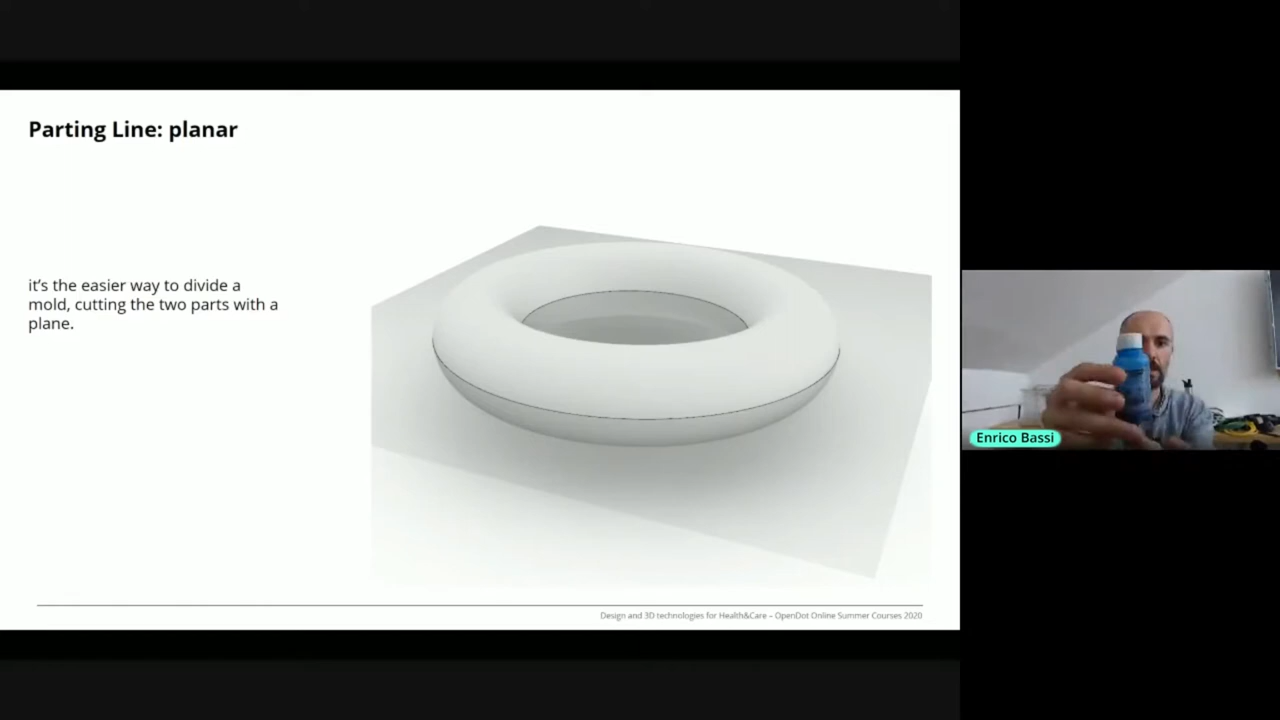 Parting Line: planar
it's the easier way to divide a
mold, cutting the two parts with a
plane.
Enrico Bassi
Design and 3D technologies for Health&Care – OpenDot Online Summer Courses 2020